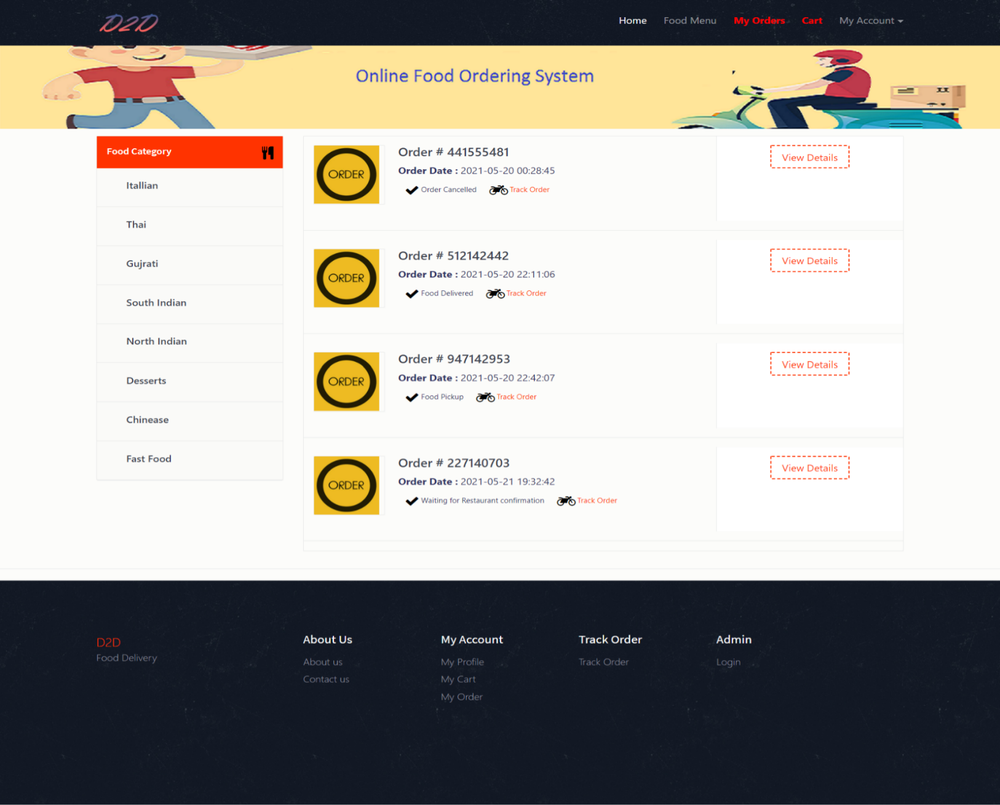 D2D
Home Food Menu My Orders Cart My Account
Online Food Ordering System
Food Category
Itallian
Thai
Gujrati
South Indian
North Indian
Desserts
Chinease
Fast Food
ORDER
Order # 441555481
Order Date : 2021-05-20 00:28:45
Order Cancelled Track Order
View Details
ORDER
Order # 512142442
Order Date : 2021-05-20 22:11:06
Food Delivered Track Order
View Details
ORDER
Order # 947142953
Order Date : 2021-05-20 22:42:07
Food Pickup Track Order
View Details
ORDER
Order # 227140703
Order Date : 2021-05-21 19:32:42
Waiting for Restaurant confirmation Track Order
View Details
D2D
Food Delivery
About Us
About us
Contact us
My Account
My Profile
My Cart
My Order
Track Order
Track Order
Admin
Login